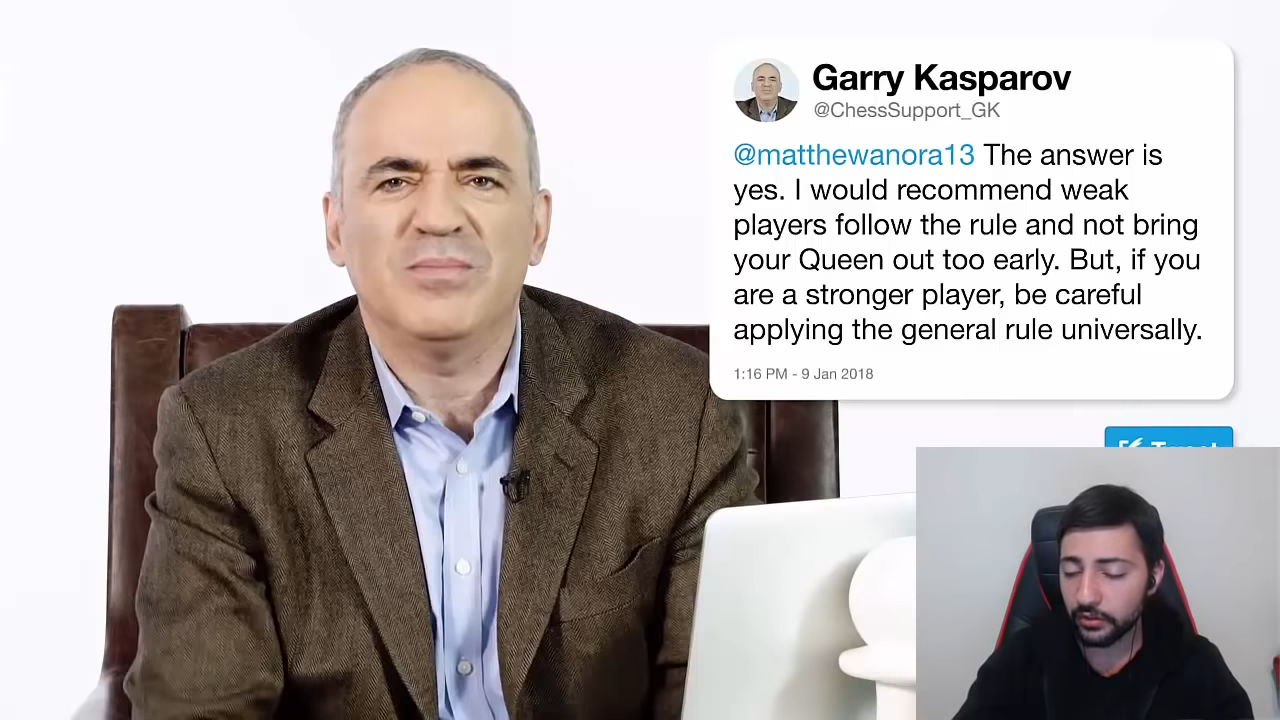 Garry Kasparov
@ChessSupport_GK
@matthewanora13 The answer is
yes. I would recommend weak
players follow the rule and not bring
your Queen out too early. But, if you
are a stronger player, be careful
applying the general rule universally.
1:16 PM - 9 Jan 2018
Tweet